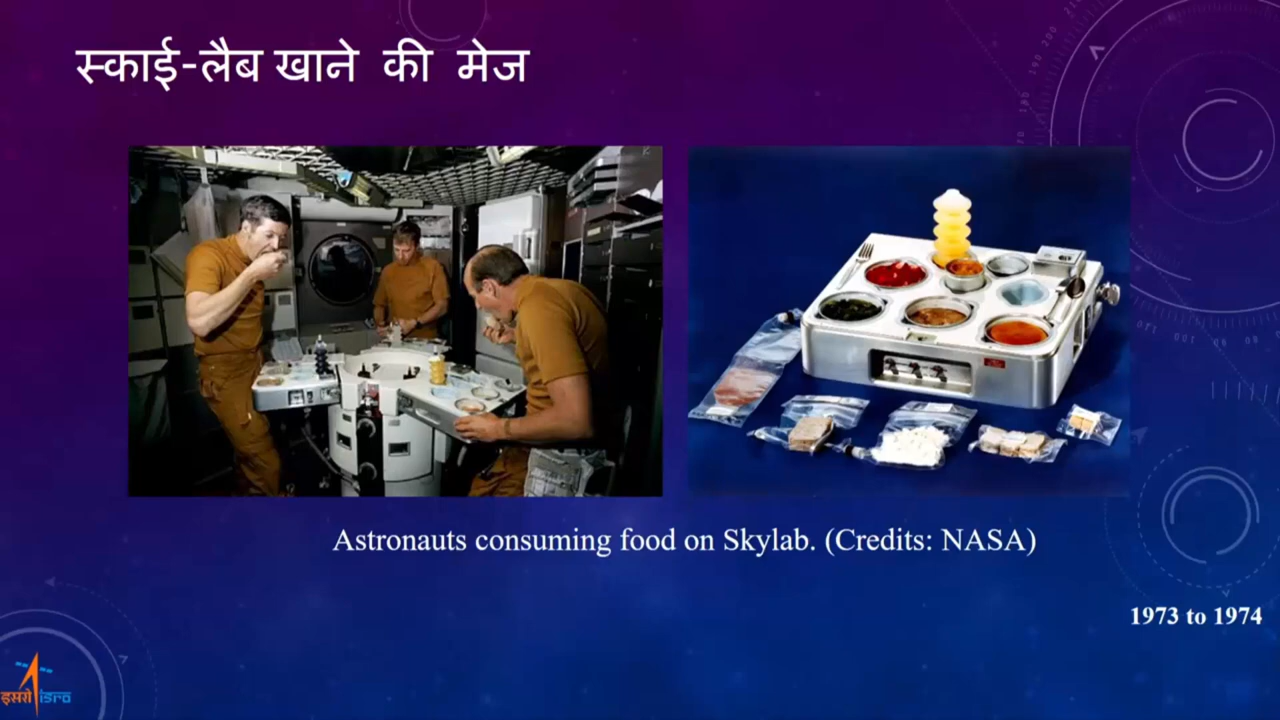 स्काई-लैब खाने की मेज
Astronauts consuming food on Skylab. (Credits: NASA)
1973 to 1974
इसरो isro